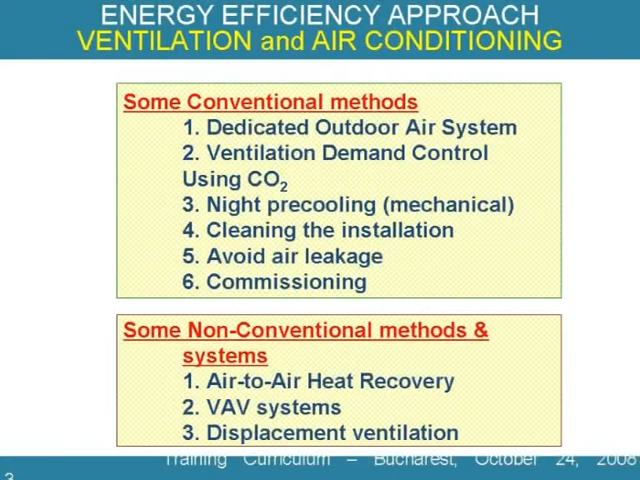 ENERGY EFFICIENCY APPROACH
VENTILATION and AIR CONDITIONING
Some Conventional methods
1. Dedicated Outdoor Air System
2. Ventilation Demand Control
Using CO₂
3. Night precooling (mechanical)
4. Cleaning the installation
5. Avoid air leakage
6. Commissioning
Some Non-Conventional methods &
systems
1. Air-to-Air Heat Recovery
2. VAV systems
3. Displacement ventilation
Training Curriculum – Bucharest, October 24, 2008
3